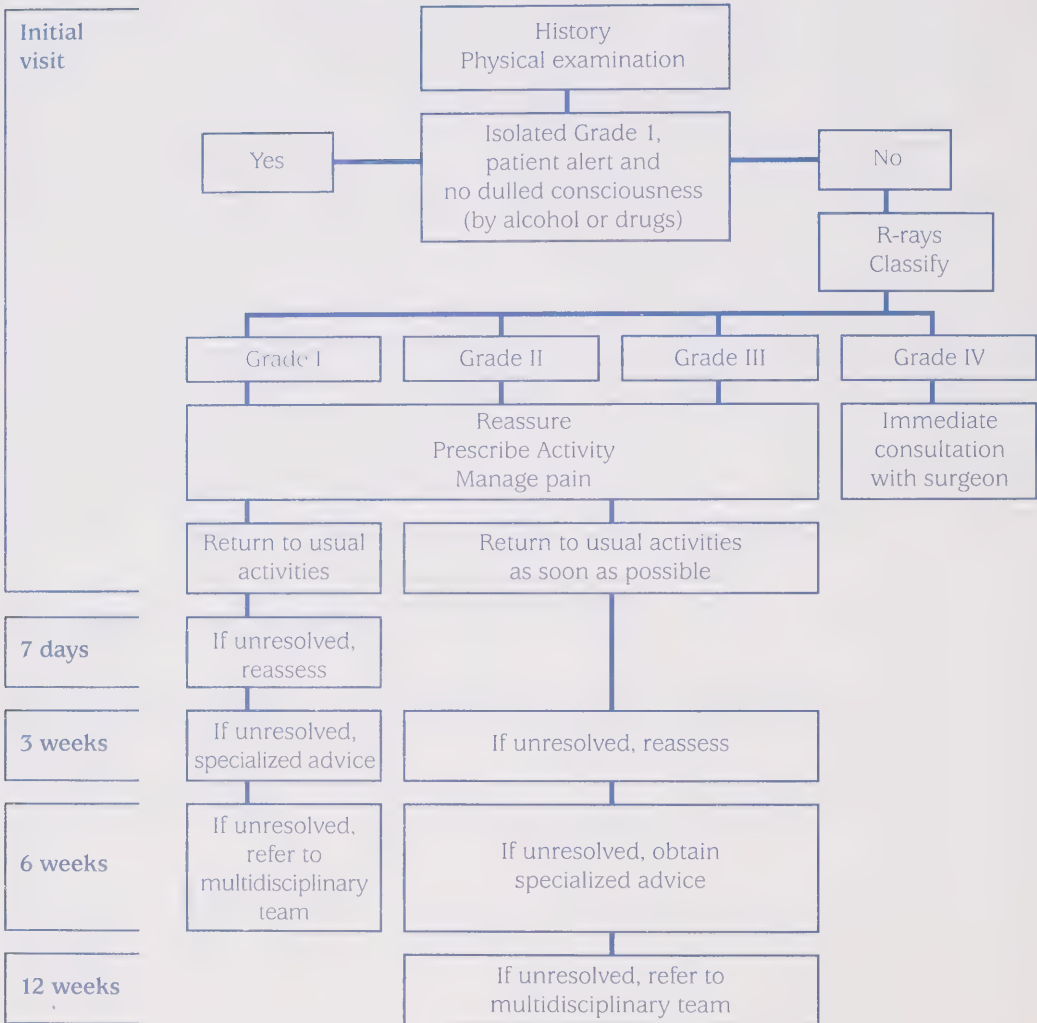 Initial
visit
History
Physical examination
Yes
Isolated Grade 1,
patient alert and
no dulled consciousness
(by alcohol or drugs)
No
R-rays
Classify
Grade I
Grade II
Grade III
Grade IV
Reassure
Prescribe Activity
Manage pain
Immediate
consultation
with surgeon
Return to usual
activities
Return to usual activities
as soon as possible
7 days
If unresolved,
reassess
3 weeks
If unresolved,
specialized advice
If unresolved, reassess
6 weeks
If unresolved,
refer to
multidisciplinary
team
If unresolved, obtain
specialized advice
12 weeks
If unresolved, refer to
multidisciplinary team